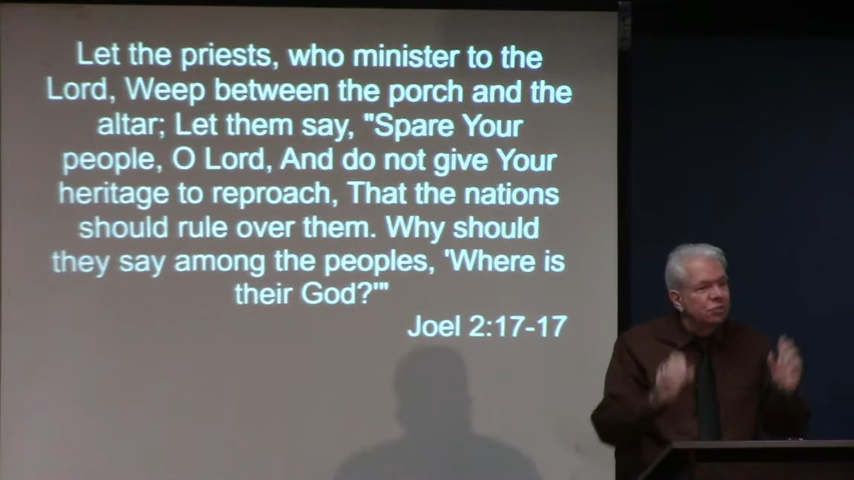 Let the priests, who minister to the
Lord, Weep between the porch and the
altar; Let them say, "Spare Your
people, O Lord, And do not give Your
heritage to reproach, That the nations
should rule over them. Why should
they say among the peoples, 'Where is
their God?'"
Joel 2:17-17